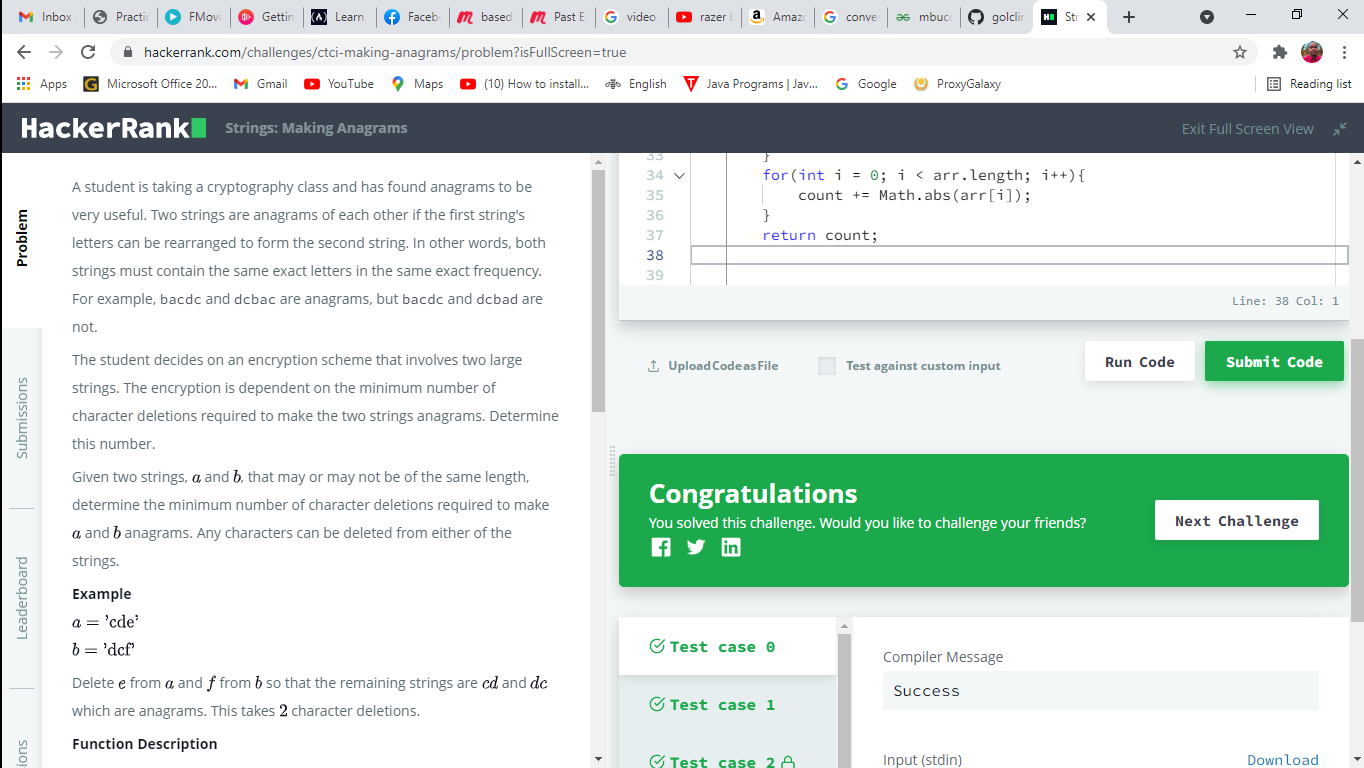 Inbox
Practic
FMovi
Gettin
Learn
Faceb
based
Past E
video
razer b
Amazo
conve
mbuco
golclin
Str
hackerrank.com/challenges/ctci-making-anagrams/problem?isFullScreen=true
Apps
Microsoft Office 20...
Gmail
YouTube
Maps
(10) How to install...
English
Java Programs | Jav...
Google
ProxyGalaxy
Reading list
HackerRank
Strings: Making Anagrams
Exit Full Screen View
Problem
Submissions
Leaderboard
A student is taking a cryptography class and has found anagrams to be
very useful. Two strings are anagrams of each other if the first string's
letters can be rearranged to form the second string. In other words, both
strings must contain the same exact letters in the same exact frequency.
For example, bacdc and dcbac are anagrams, but bacdc and dcbad are
not.
The student decides on an encryption scheme that involves two large
strings. The encryption is dependent on the minimum number of
character deletions required to make the two strings anagrams. Determine
this number.
Given two strings, a and b, that may or may not be of the same length,
determine the minimum number of character deletions required to make
a and b anagrams. Any characters can be deleted from either of the
strings.
Example
a = 'cde'
b = 'dcf'
Delete e from a and f from b so that the remaining strings are cd and dc
which are anagrams. This takes 2 character deletions.
Function Description
33 }
34 for(int i = 0; i < arr.length; i++){
35 count += Math.abs(arr[i]);
36 }
37 return count;
38
39
Line: 38 Col: 1
Upload Code as File
Test against custom input
Run Code
Submit Code
Congratulations
You solved this challenge. Would you like to challenge your friends?
Next Challenge
Test case 0
Test case 1
Test case 2
Compiler Message
Success
Input (stdin)
Download